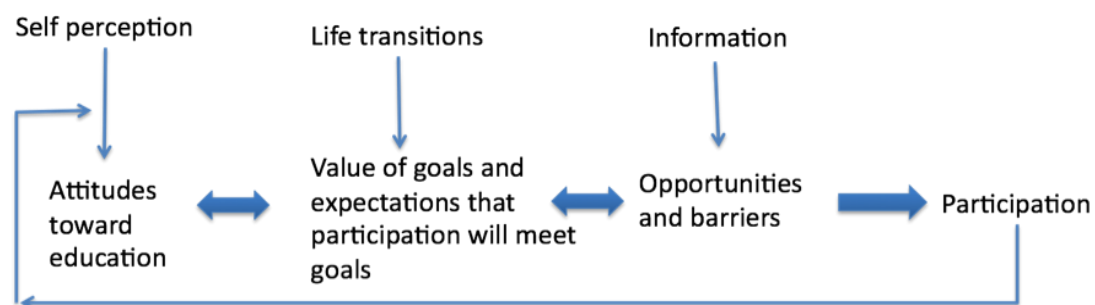 Self perception
Life transitions
Information
Attitudes
toward
education
Value of goals and
expectations that
participation will meet
goals
Opportunities
and barriers
Participation